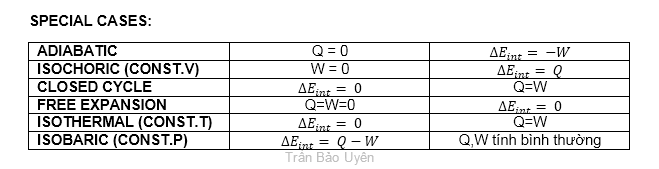 SPECIAL CASES:
ADIABATIC Q = 0 ΔE_int = −W
ISOCHORIC (CONST.V) W = 0 ΔE_int = Q
CLOSED CYCLE ΔE_int = 0 Q=W
FREE EXPANSION Q=W=0 ΔE_int = 0
ISOTHERMAL (CONST.T) ΔE_int = 0 Q=W
ISOBARIC (CONST.P) ΔE_int = Q − W Q,W tính bình thường
Trần Bảo Uyên